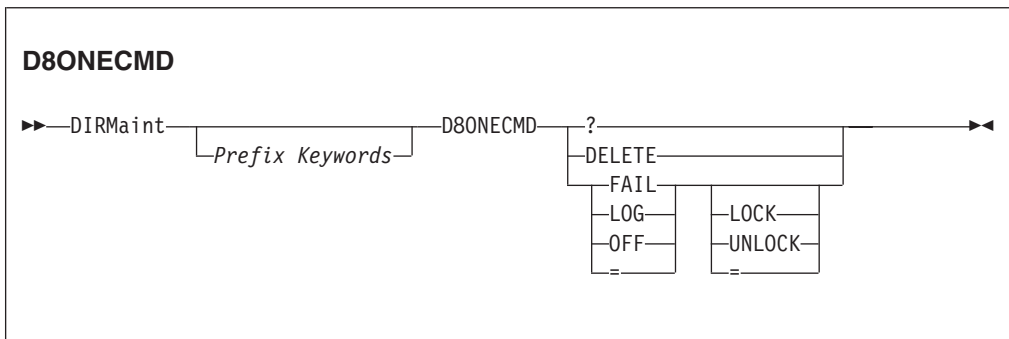 D8ONECMD
DIRMaint D8ONECMD ?
Prefix Keywords DELETE
FAIL
LOG LOCK
OFF UNLOCK
= =